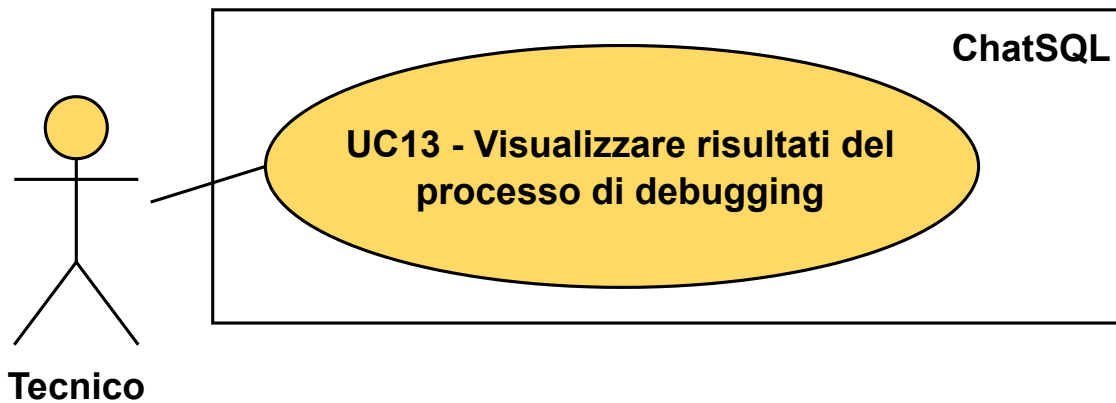 ChatSQL
UC13 - Visualizzare risultati del
processo di debugging
Tecnico